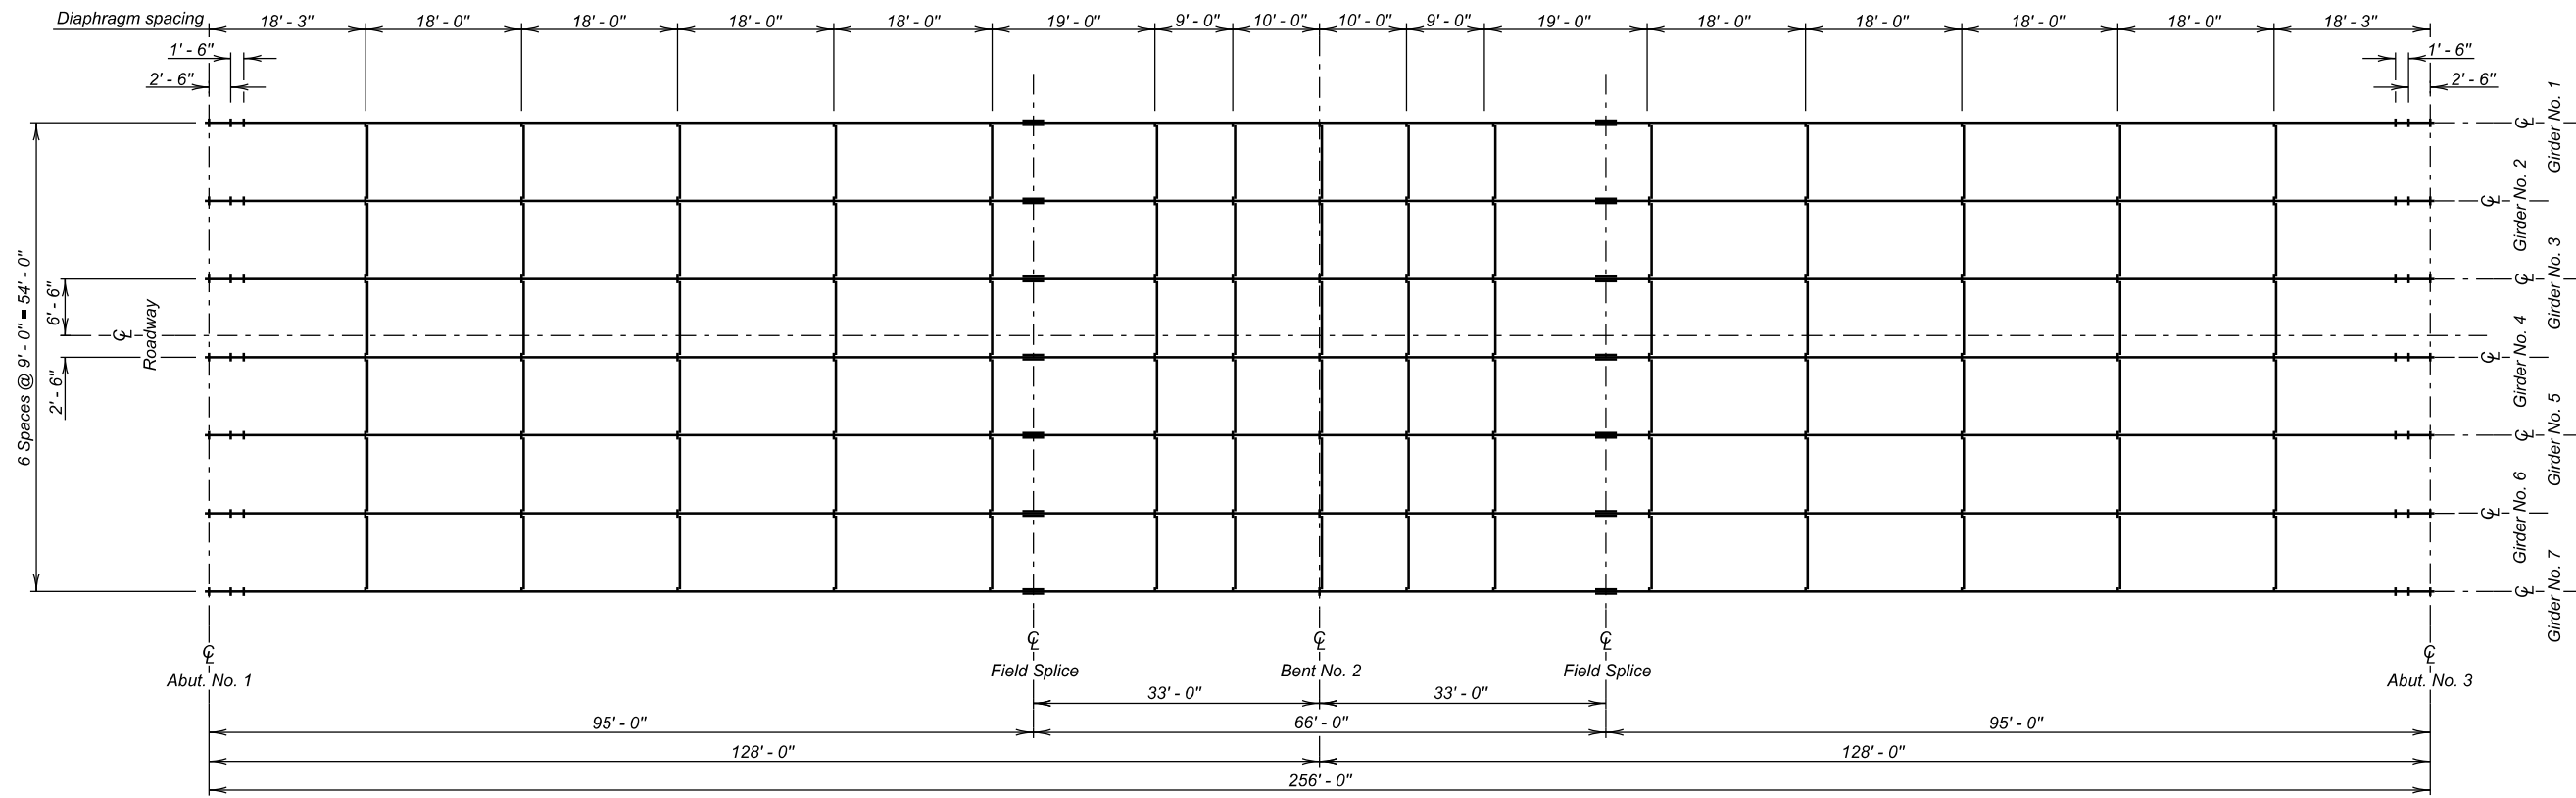 Diaphragm spacing
18' - 3"
18' - 0"
18' - 0"
18' - 0"
18' - 0"
19' - 0"
9' - 0"
10' - 0"
10' - 0"
9' - 0"
19' - 0"
18' - 0"
18' - 0"
18' - 0"
18' - 0"
18' - 3"
1' - 6"
2' - 6"
1' - 6"
2' - 6"
6 Spaces @ 9' - 0" = 54' - 0"
6' - 6"
2' - 6"
℄
Roadway
℄
Girder No. 1
℄
Girder No. 2
℄
Girder No. 3
℄
Girder No. 4
℄
Girder No. 5
℄
Girder No. 6
℄
Girder No. 7
℄
Abut. No. 1
℄
Field Splice
℄
Bent No. 2
℄
Field Splice
℄
Abut. No. 3
33' - 0"
33' - 0"
95' - 0"
66' - 0"
95' - 0"
128' - 0"
128' - 0"
256' - 0"